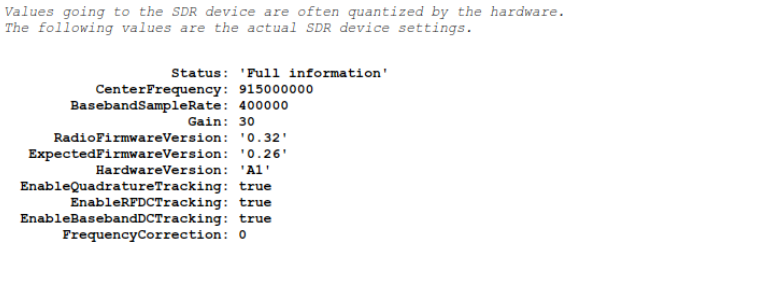 Values going to the SDR device are often quantized by the hardware.
The following values are the actual SDR device settings.
Status: 'Full information'
CenterFrequency: 915000000
BasebandSampleRate: 400000
Gain: 30
RadioFirmwareVersion: '0.32'
ExpectedFirmwareVersion: '0.26'
HardwareVersion: 'A1'
EnableQuadratureTracking: true
EnableRFDCTracking: true
EnableBasebandDCTracking: true
FrequencyCorrection: 0